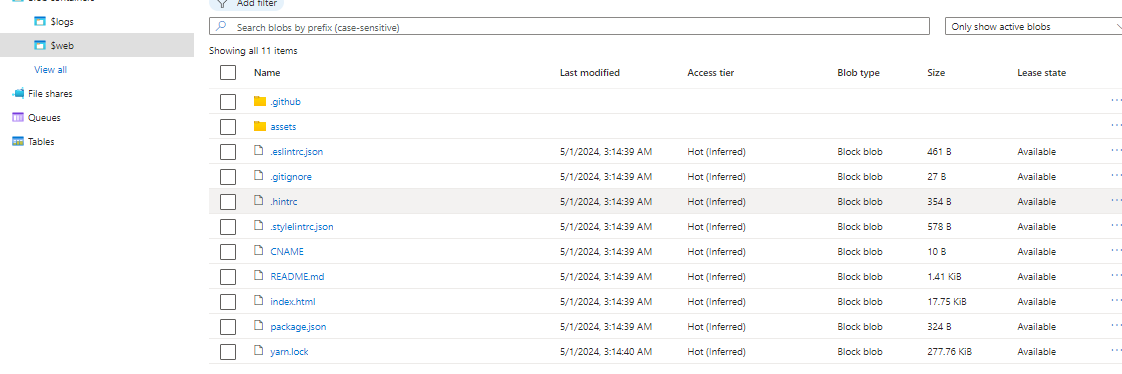 Add filter
$logs
$web
View all
File shares
Queues
Tables
Search blobs by prefix (case-sensitive)
Only show active blobs
Showing all 11 items
Name Last modified Access tier Blob type Size Lease state
.github
assets
.eslintrc.json 5/1/2024, 3:14:39 AM Hot (Inferred) Block blob 461 B Available
.gitignore 5/1/2024, 3:14:39 AM Hot (Inferred) Block blob 27 B Available
.hintrc 5/1/2024, 3:14:39 AM Hot (Inferred) Block blob 354 B Available
.stylelintrc.json 5/1/2024, 3:14:39 AM Hot (Inferred) Block blob 578 B Available
CNAME 5/1/2024, 3:14:39 AM Hot (Inferred) Block blob 10 B Available
README.md 5/1/2024, 3:14:39 AM Hot (Inferred) Block blob 1.41 KiB Available
index.html 5/1/2024, 3:14:39 AM Hot (Inferred) Block blob 17.75 KiB Available
package.json 5/1/2024, 3:14:39 AM Hot (Inferred) Block blob 324 B Available
yarn.lock 5/1/2024, 3:14:40 AM Hot (Inferred) Block blob 277.76 KiB Available